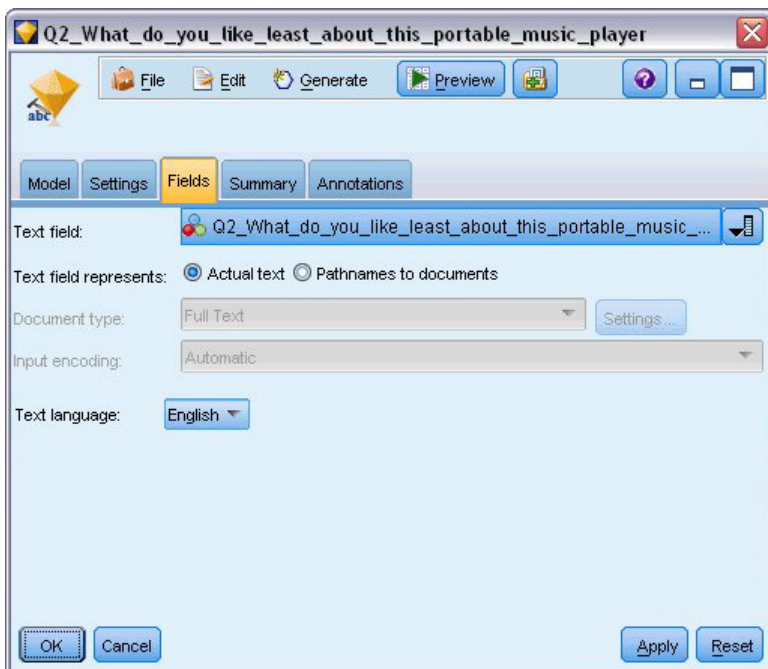 Q2_What_do_you_like_least_about_this_portable_music_player
File Edit Generate Preview
abc
Model Settings Fields Summary Annotations
Text field: Q2_What_do_you_like_least_about_this_portable_music_...
Text field represents: Actual text Pathnames to documents
Document type: Full Text Settings...
Input encoding: Automatic
Text language: English
OK Cancel Apply Reset